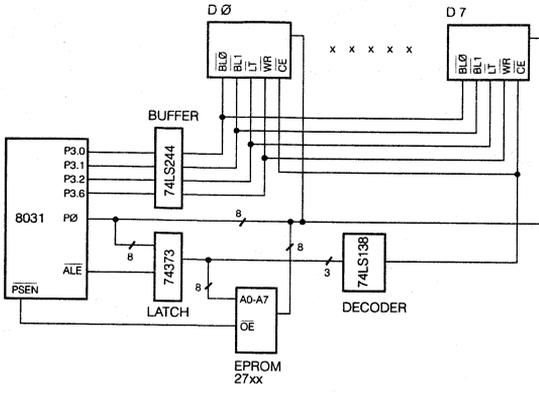 D Ø
D 7
BLØ
BL1
LT
WR
CE
BLØ
BL1
LT
WR
CE
x x x x x
BUFFER
74LS244
P3.0
P3.1
P3.2
P3.6
8031
PØ
8
8
8
74373
ALE
LATCH
PSEN
8
3
74LS138
DECODER
A0-A7
OE
EPROM
27xx